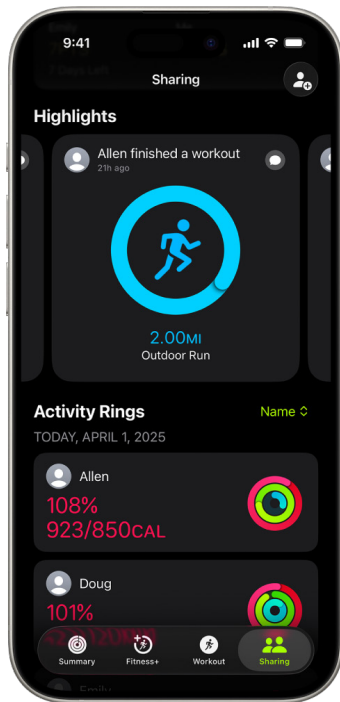 9:41
Sharing
Highlights
Allen finished a workout
21h ago
2.00MI
Outdoor Run
Activity Rings
Name
TODAY, APRIL 1, 2025
Allen
108%
923/850CAL
Doug
101%
Summary
Fitness+
Workout
Sharing
Emily